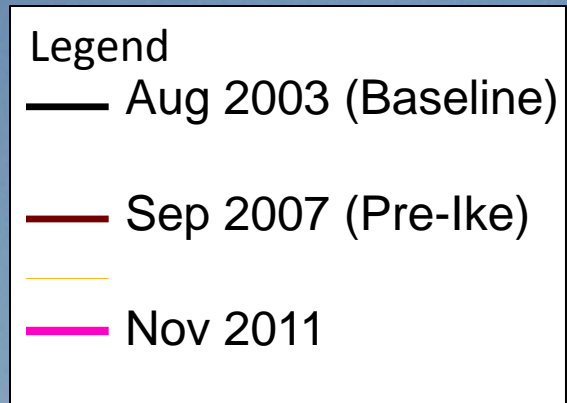 Legend
Aug 2003 (Baseline)
Sep 2007 (Pre-Ike)
Nov 2011